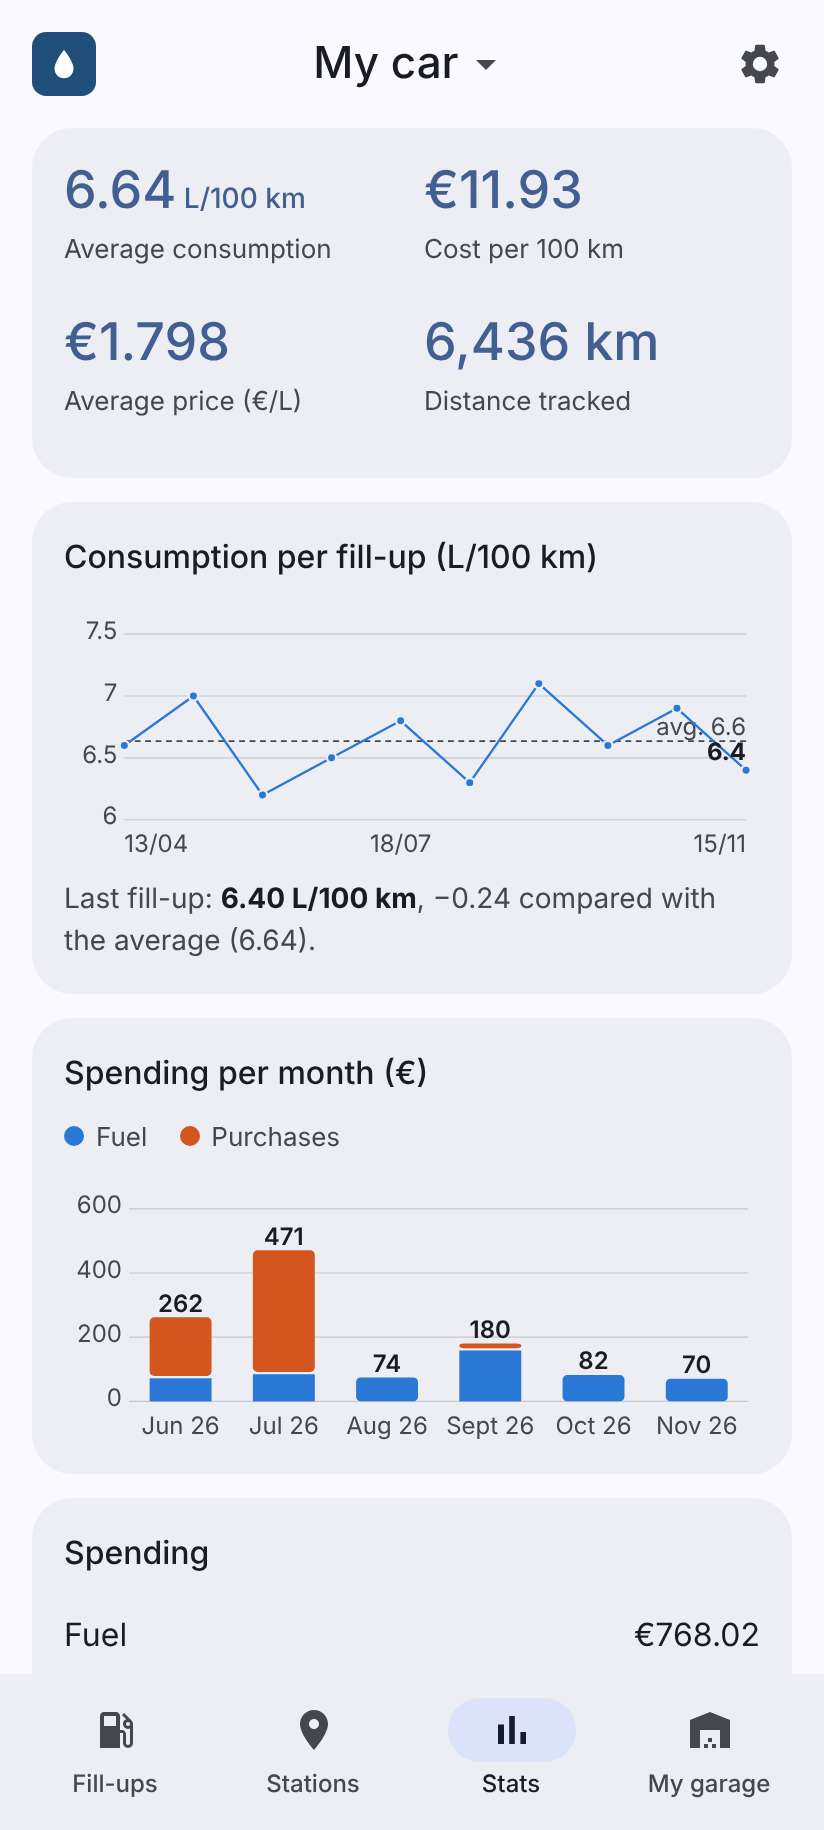 My car
6.64 L/100 km
Average consumption
€11.93
Cost per 100 km
€1.798
Average price (€/L)
6,436 km
Distance tracked
Consumption per fill-up (L/100 km)
7.5
7
6.5
6
avg. 6.6
6.4
13/04 18/07 15/11
Last fill-up: 6.40 L/100 km, −0.24 compared with
the average (6.64).
Spending per month (€)
Fuel Purchases
600
400
200
0
262 471 74 180 82 70
Jun 26 Jul 26 Aug 26 Sept 26 Oct 26 Nov 26
Spending
Fuel €768.02
Fill-ups Stations Stats My garage